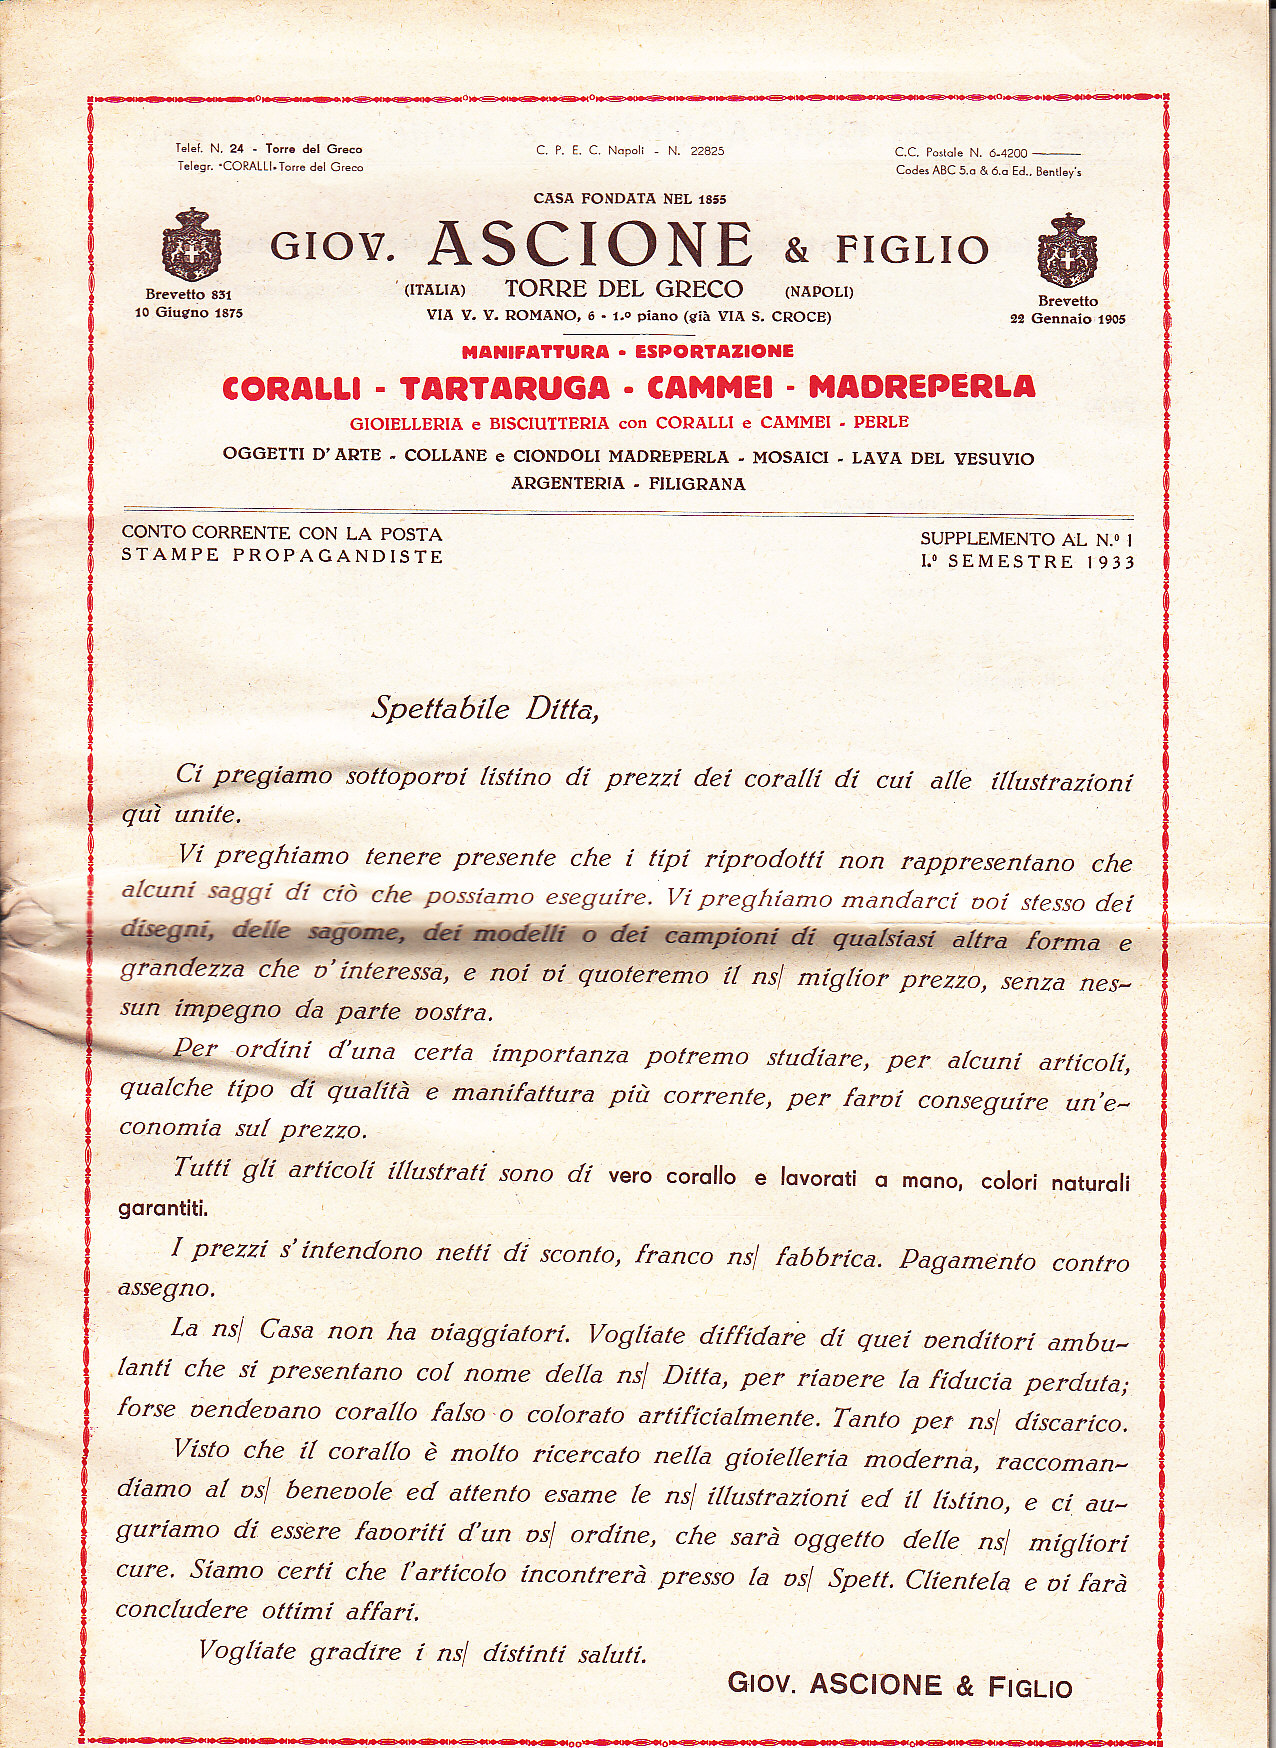 Telef. N. 24 - Torre del Greco
Telegr. "CORALLI" Torre del Greco
C. P. E. C. Napoli - N. 22825
C.C. Postale N. 6-4200
Codes ABC 5.a & 6.a Ed., Bentley's
CASA FONDATA NEL 1855
GIOV. ASCIONE & FIGLIO
(ITALIA) TORRE DEL GRECO (NAPOLI)
VIA V. V. ROMANO, 6 - 1.º piano (già VIA S. CROCE)
Brevetto 831
10 Giugno 1875
Brevetto
22 Gennaio 1905
MANIFATTURA - ESPORTAZIONE
CORALLI - TARTARUGA - CAMMEI - MADREPERLA
GIOIELLERIA e BISCIUTTERIA con CORALLI e CAMMEI - PERLE
OGGETTI D'ARTE - COLLANE e CIONDOLI MADREPERLA - MOSAICI - LAVA DEL VESUVIO
ARGENTERIA - FILIGRANA
CONTO CORRENTE CON LA POSTA
STAMPE PROPAGANDISTE
SUPPLEMENTO AL N.º 1
I.º SEMESTRE 1933
Spettabile Ditta,
Ci pregiamo sottoporvi listino di prezzi dei coralli di cui alle illustrazioni
quì unite.
Vi preghiamo tenere presente che i tipi riprodotti non rappresentano che
alcuni saggi di ciò che possiamo eseguire. Vi preghiamo mandarci voi stesso dei
disegni, delle sagome, dei modelli o dei campioni di qualsiasi altra forma e
grandezza che v'interessa, e noi vi quoteremo il ns/ miglior prezzo, senza nes-
sun impegno da parte vostra.
Per ordini d'una certa importanza potremo studiare, per alcuni articoli,
qualche tipo di qualità e manifattura più corrente, per farvi conseguire un'e-
conomia sul prezzo.
Tutti gli articoli illustrati sono di vero corallo e lavorati a mano, colori naturali
garantiti.
I prezzi s'intendono netti di sconto, franco ns/ fabbrica. Pagamento contro
assegno.
La ns/ Casa non ha viaggiatori. Vogliate diffidare di quei venditori ambu-
lanti che si presentano col nome della ns/ Ditta, per riavere la fiducia perduta;
forse vendevano corallo falso o colorato artificialmente. Tanto per ns/ discarico.
Visto che il corallo è molto ricercato nella gioielleria moderna, raccoman-
diamo al vs/ benevole ed attento esame le ns/ illustrazioni ed il listino, e ci au-
guriamo di essere favoriti d'un vs/ ordine, che sarà oggetto delle ns/ migliori
cure. Siamo certi che l'articolo incontrerà presso la vs/ Spett. Clientela e vi farà
concludere ottimi affari.
Vogliate gradire i ns/ distinti saluti.
GIOV. ASCIONE & FIGLIO